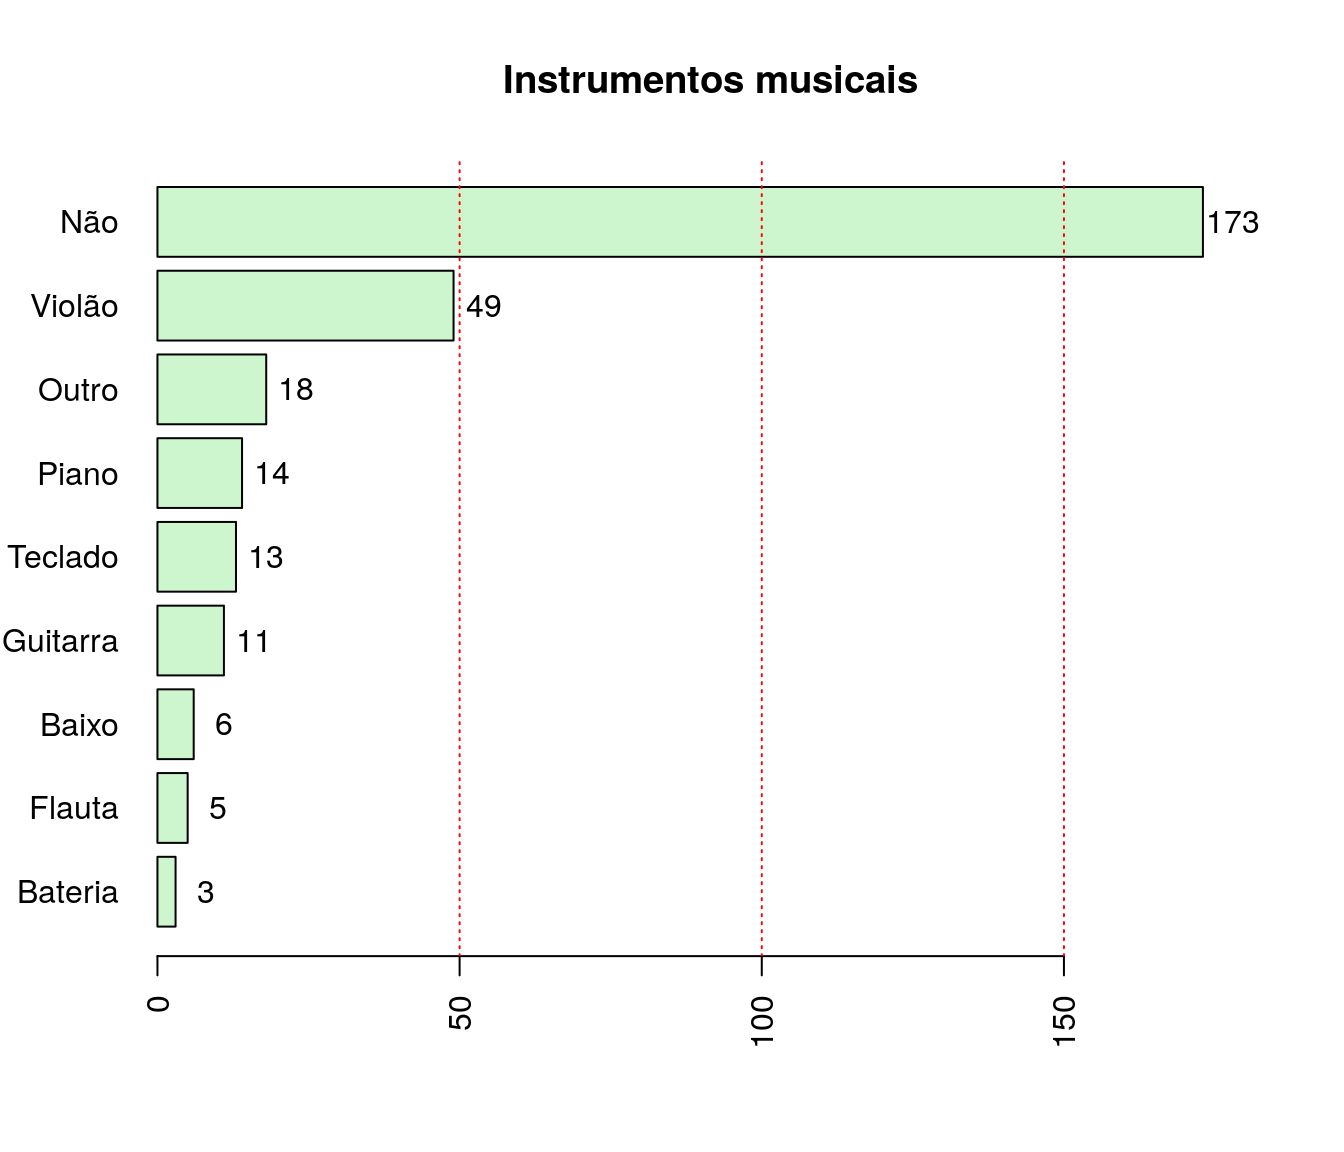 Instrumentos musicais
Não 173
Violão 49
Outro 18
Piano 14
Teclado 13
Guitarra 11
Baixo 6
Flauta 5
Bateria 3
0 50 100 150